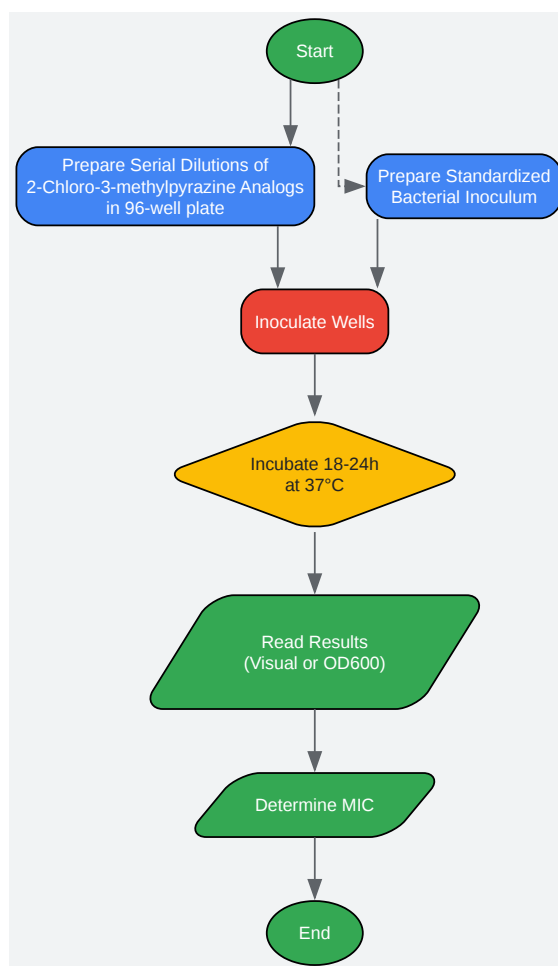 Start
Prepare Serial Dilutions of
2-Chloro-3-methylpyrazine Analogs
in 96-well plate
Prepare Standardized
Bacterial Inoculum
Inoculate Wells
Incubate 18-24h
at 37°C
Read Results
(Visual or OD600)
Determine MIC
End